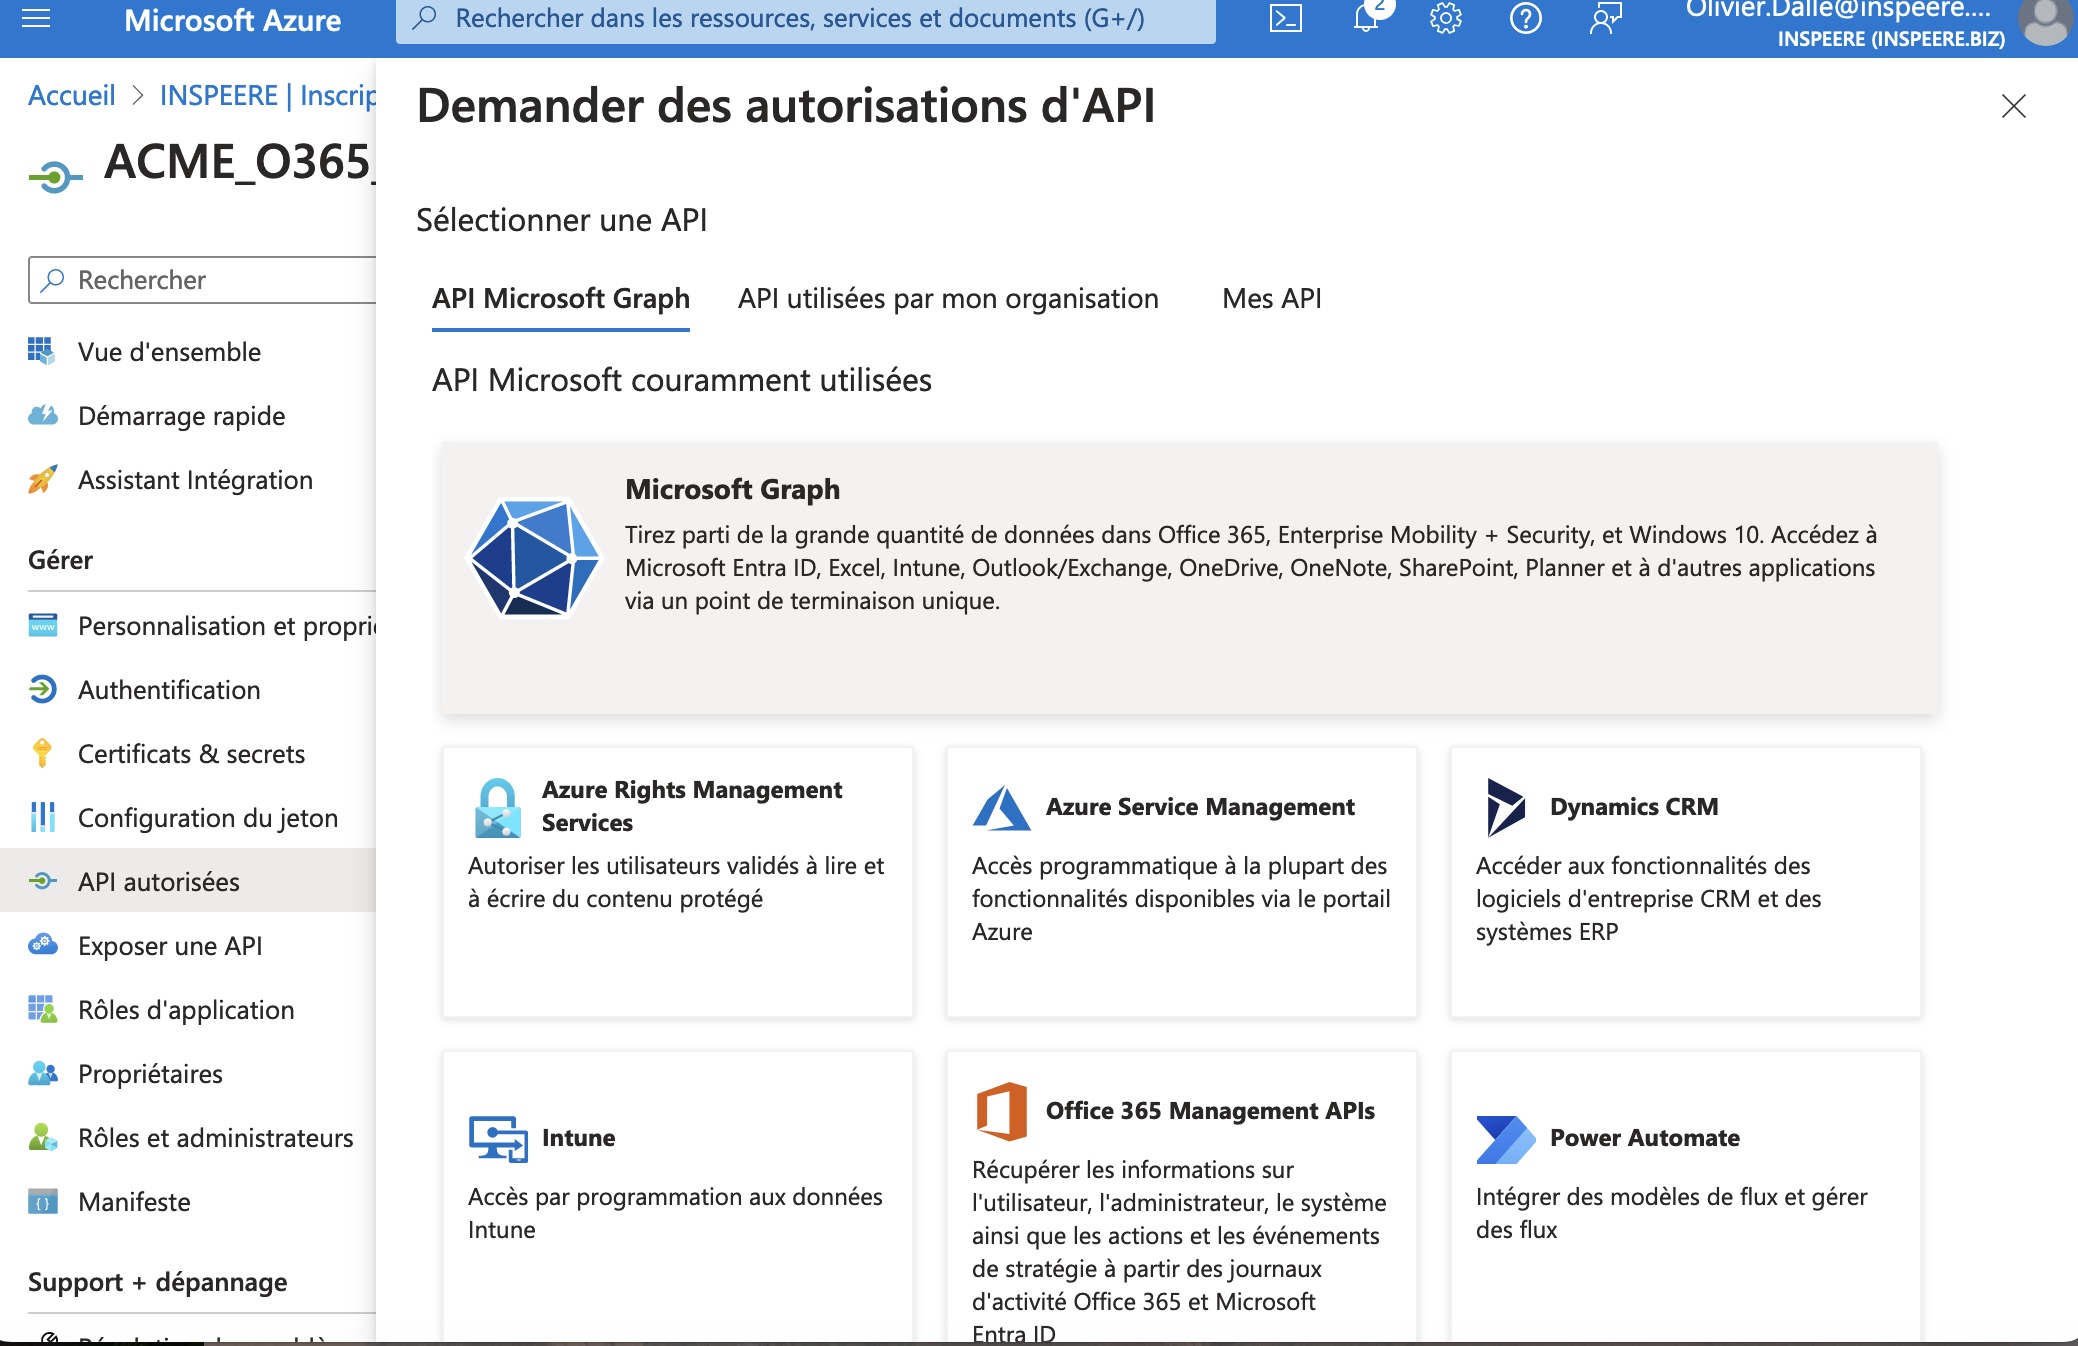 Microsoft Azure
Rechercher dans les ressources, services et documents (G+/)
2
Olivier.Dalle@inspeere....
INSPEERE (INSPEERE.BIZ)
Accueil > INSPEERE | Inscrip
ACME_O365_
Rechercher
Vue d'ensemble
Démarrage rapide
Assistant Intégration
Gérer
Personnalisation et proprié
Authentification
Certificats & secrets
Configuration du jeton
API autorisées
Exposer une API
Rôles d'application
Propriétaires
Rôles et administrateurs
Manifeste
Support + dépannage
Demander des autorisations d'API
Sélectionner une API
API Microsoft Graph
API utilisées par mon organisation
Mes API
API Microsoft couramment utilisées
Microsoft Graph
Tirez parti de la grande quantité de données dans Office 365, Enterprise Mobility + Security, et Windows 10. Accédez à
Microsoft Entra ID, Excel, Intune, Outlook/Exchange, OneDrive, OneNote, SharePoint, Planner et à d'autres applications
via un point de terminaison unique.
Azure Rights Management
Services
Autoriser les utilisateurs validés à lire et
à écrire du contenu protégé
Azure Service Management
Accès programmatique à la plupart des
fonctionnalités disponibles via le portail
Azure
Dynamics CRM
Accéder aux fonctionnalités des
logiciels d'entreprise CRM et des
systèmes ERP
Intune
Accès par programmation aux données
Intune
Office 365 Management APIs
Récupérer les informations sur
l'utilisateur, l'administrateur, le système
ainsi que les actions et les événements
de stratégie à partir des journaux
d'activité Office 365 et Microsoft
Entra ID
Power Automate
Intégrer des modèles de flux et gérer
des flux